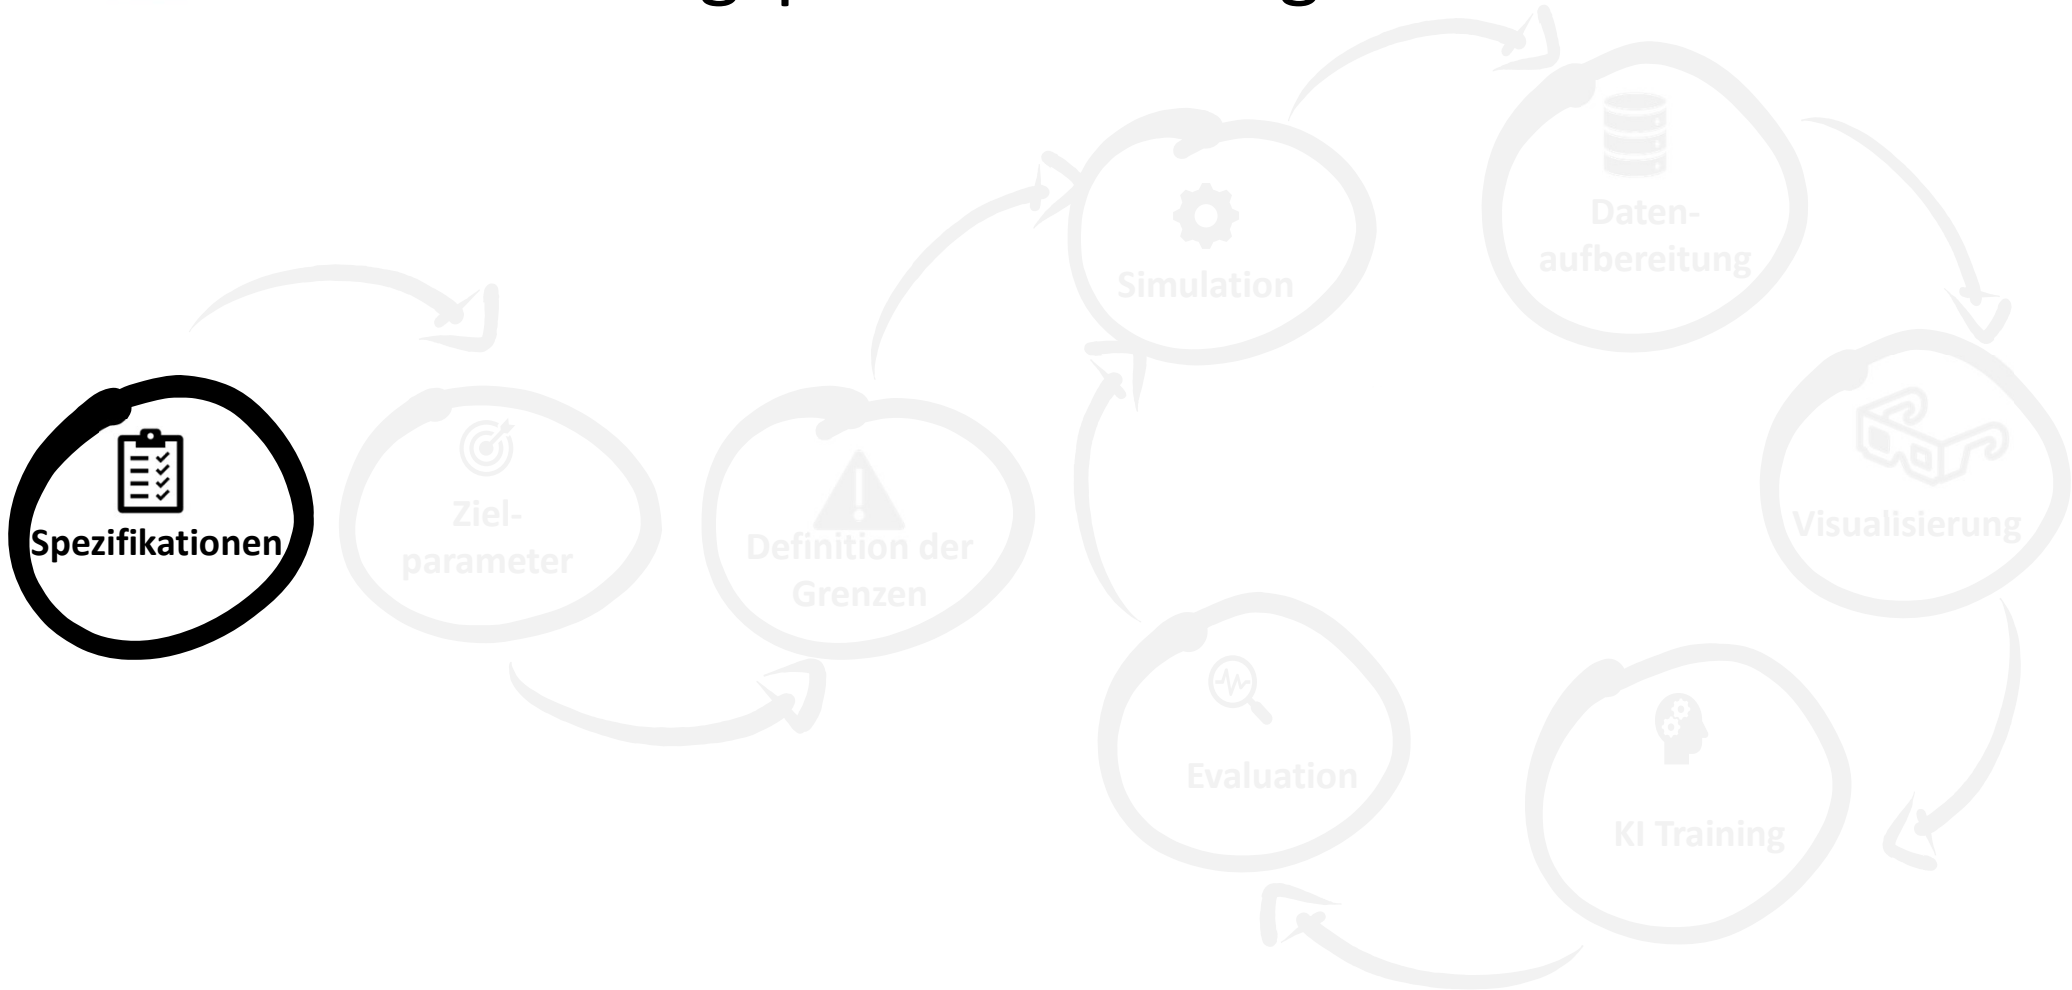 Spezifikationen
Ziel-
parameter
Definition der
Grenzen
Simulation
Daten-
aufbereitung
Visualisierung
KI Training
Evaluation